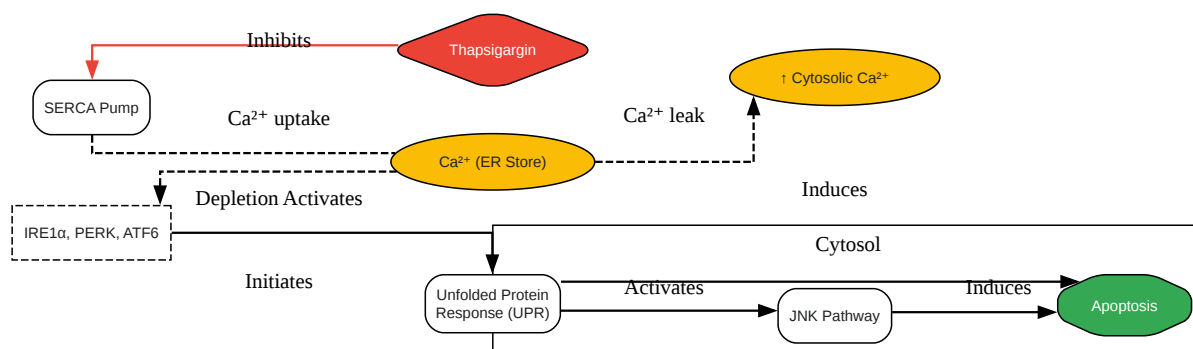 Inhibits
Thapsigargin
↑ Cytosolic Ca²⁺
SERCA Pump
Ca²⁺ uptake
Ca²⁺ leak
Ca²⁺ (ER Store)
Depletion Activates
Induces
IRE1α, PERK, ATF6
Cytosol
Initiates
Unfolded Protein
Response (UPR)
Activates
JNK Pathway
Induces
Apoptosis